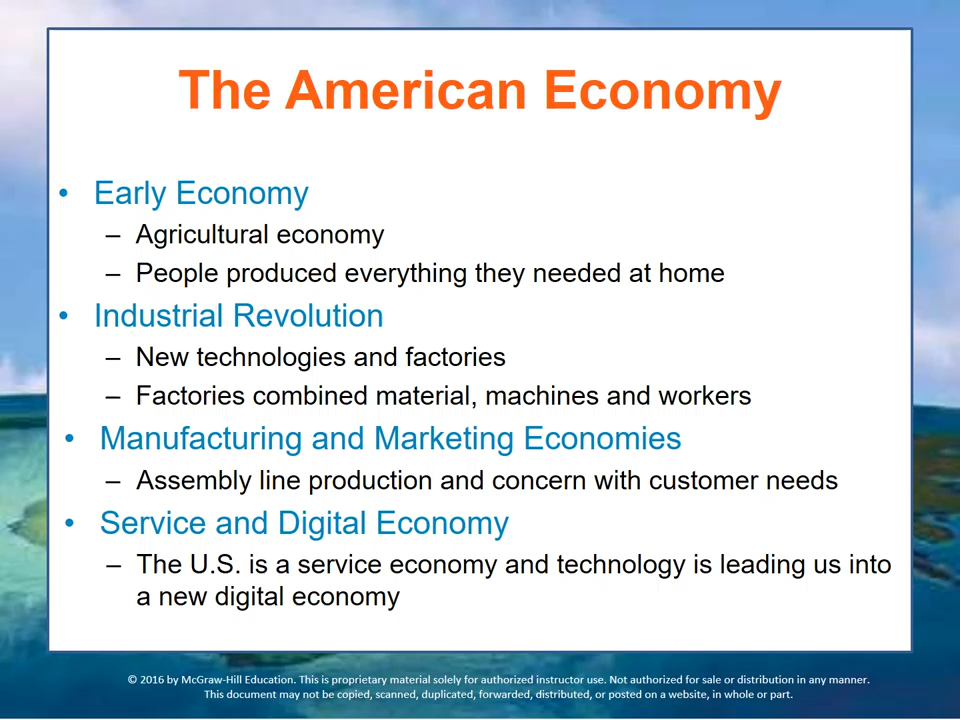 The American Economy
• Early Economy
– Agricultural economy
– People produced everything they needed at home
• Industrial Revolution
– New technologies and factories
– Factories combined material, machines and workers
• Manufacturing and Marketing Economies
– Assembly line production and concern with customer needs
• Service and Digital Economy
– The U.S. is a service economy and technology is leading us into
a new digital economy
© 2016 by McGraw-Hill Education. This is proprietary material solely for authorized instructor use. Not authorized for sale or distribution in any manner.
This document may not be copied, scanned, duplicated, forwarded, distributed, or posted on a website, in whole or part.